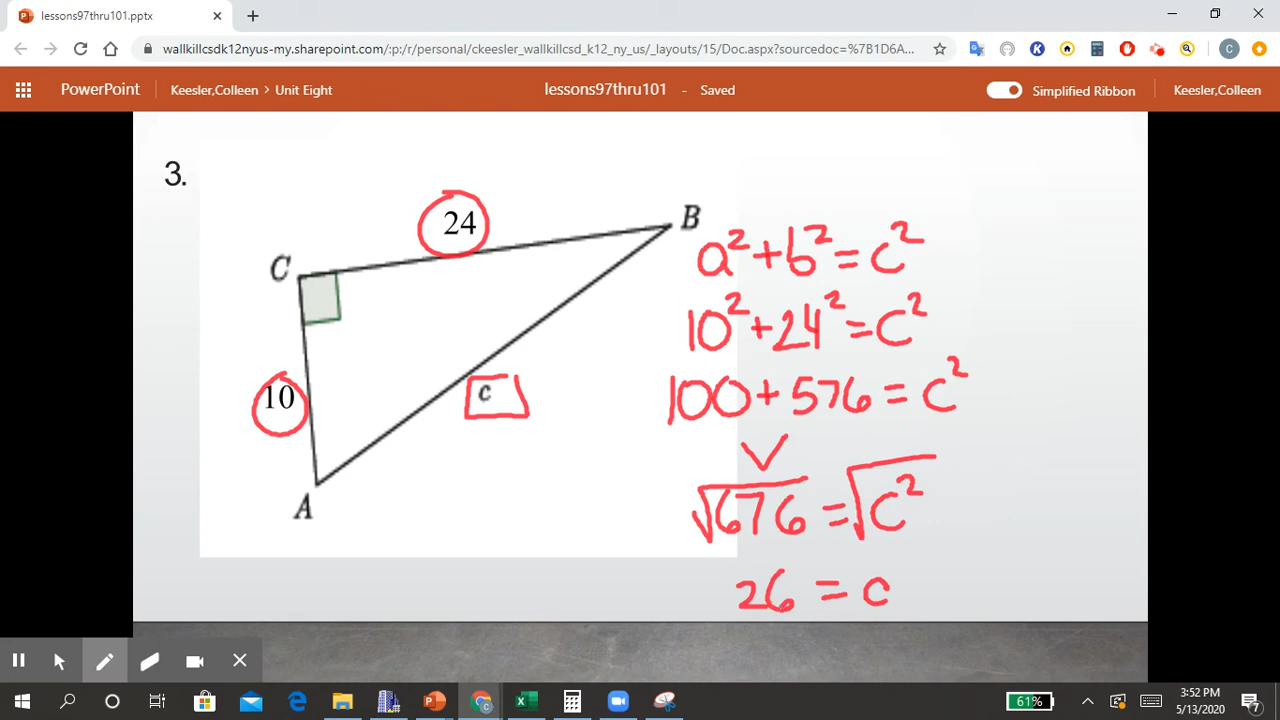 lessons97thru101.pptx
wallkillcsdk12nyus-my.sharepoint.com/:p:/r/personal/ckeesler_wallkillcsd_k12_ny_us/_layouts/15/Doc.aspx?sourcedoc=%7B1D6A...
K
C
PowerPoint Keesler,Colleen > Unit Eight lessons97thru101 - Saved Simplified Ribbon Keesler,Colleen
3.
24
B
C
10
c
A
a²+b²=c²
10²+24²=c²
100+576=c²
√676=√c²
26=c
61%
3:52 PM
5/13/2020
7